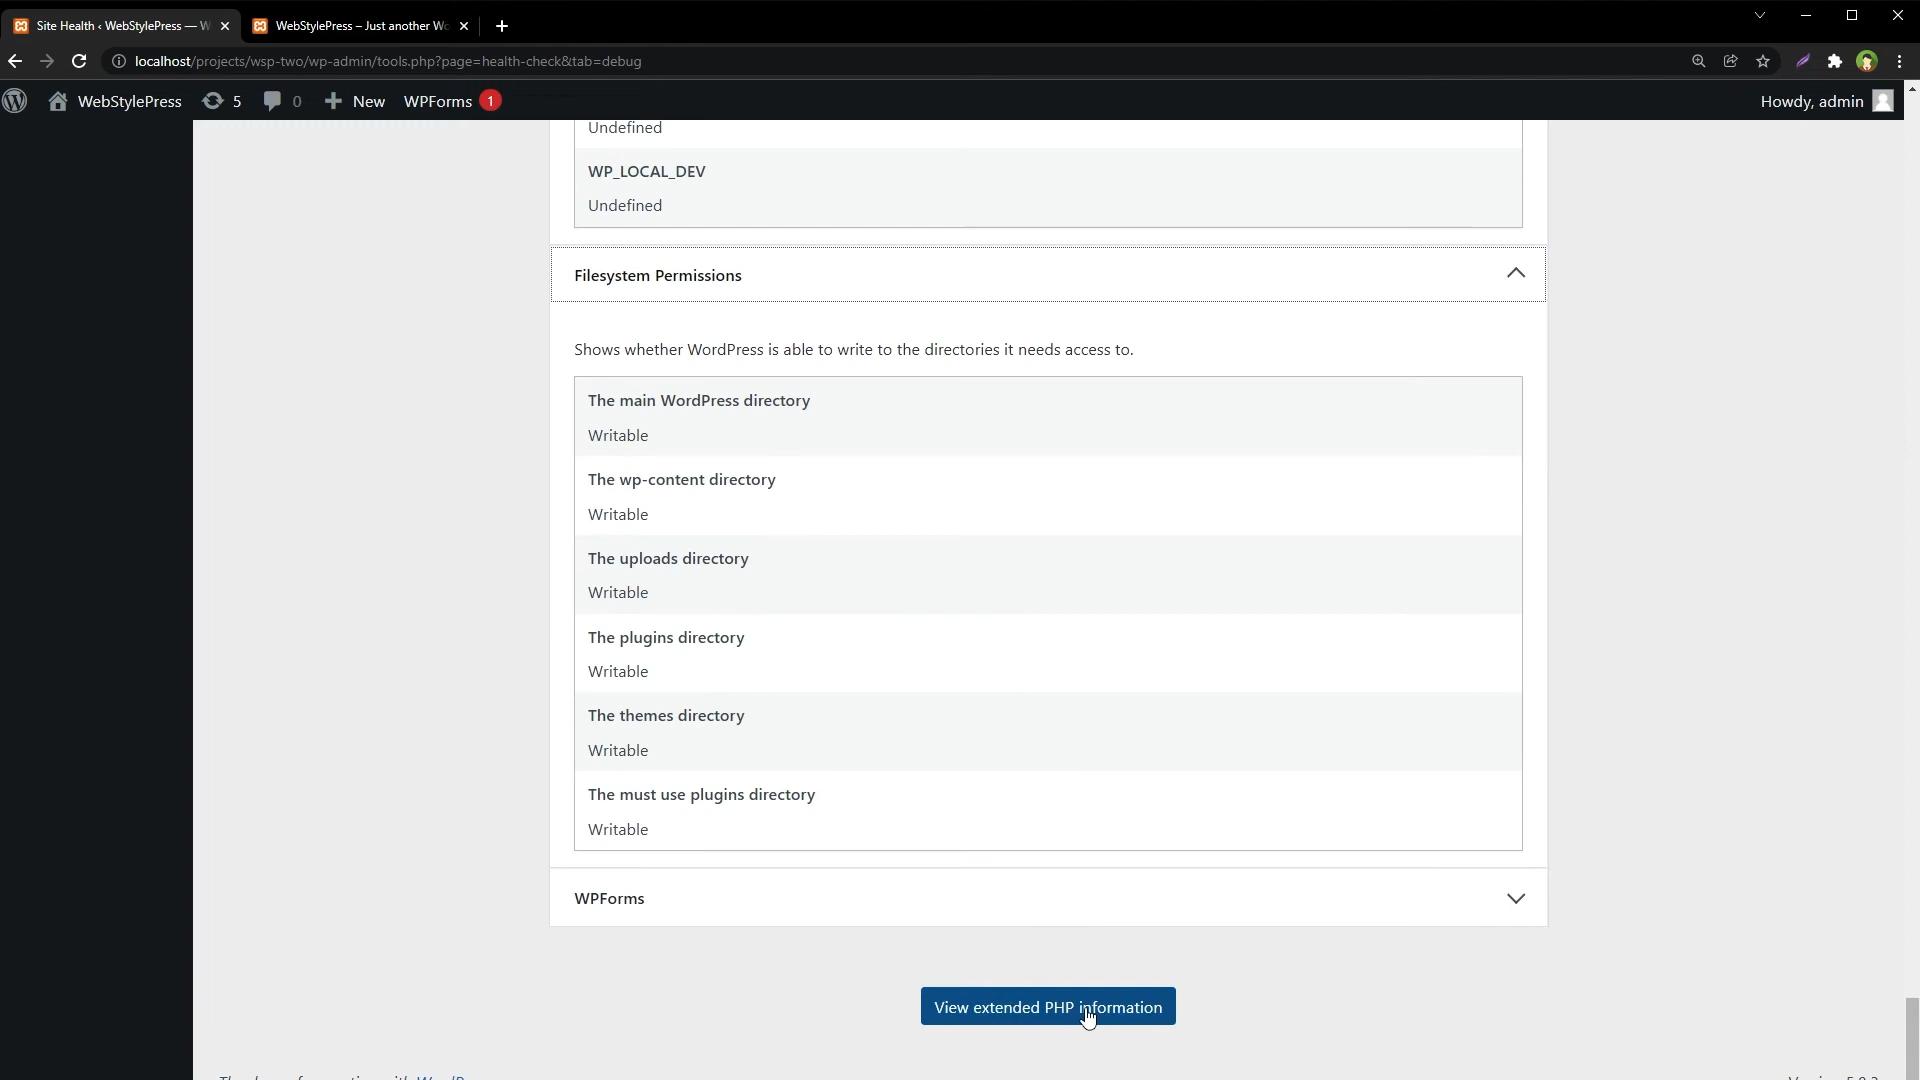 Site Health ‹ WebStylePress — W
WebStylePress – Just another Wo
localhost/projects/wsp-two/wp-admin/tools.php?page=health-check&tab=debug
WebStylePress 5 0 New WPForms 1 Howdy, admin
Undefined
WP_LOCAL_DEV
Undefined
Filesystem Permissions
Shows whether WordPress is able to write to the directories it needs access to.
The main WordPress directory
Writable
The wp-content directory
Writable
The uploads directory
Writable
The plugins directory
Writable
The themes directory
Writable
The must use plugins directory
Writable
WPForms
View extended PHP information